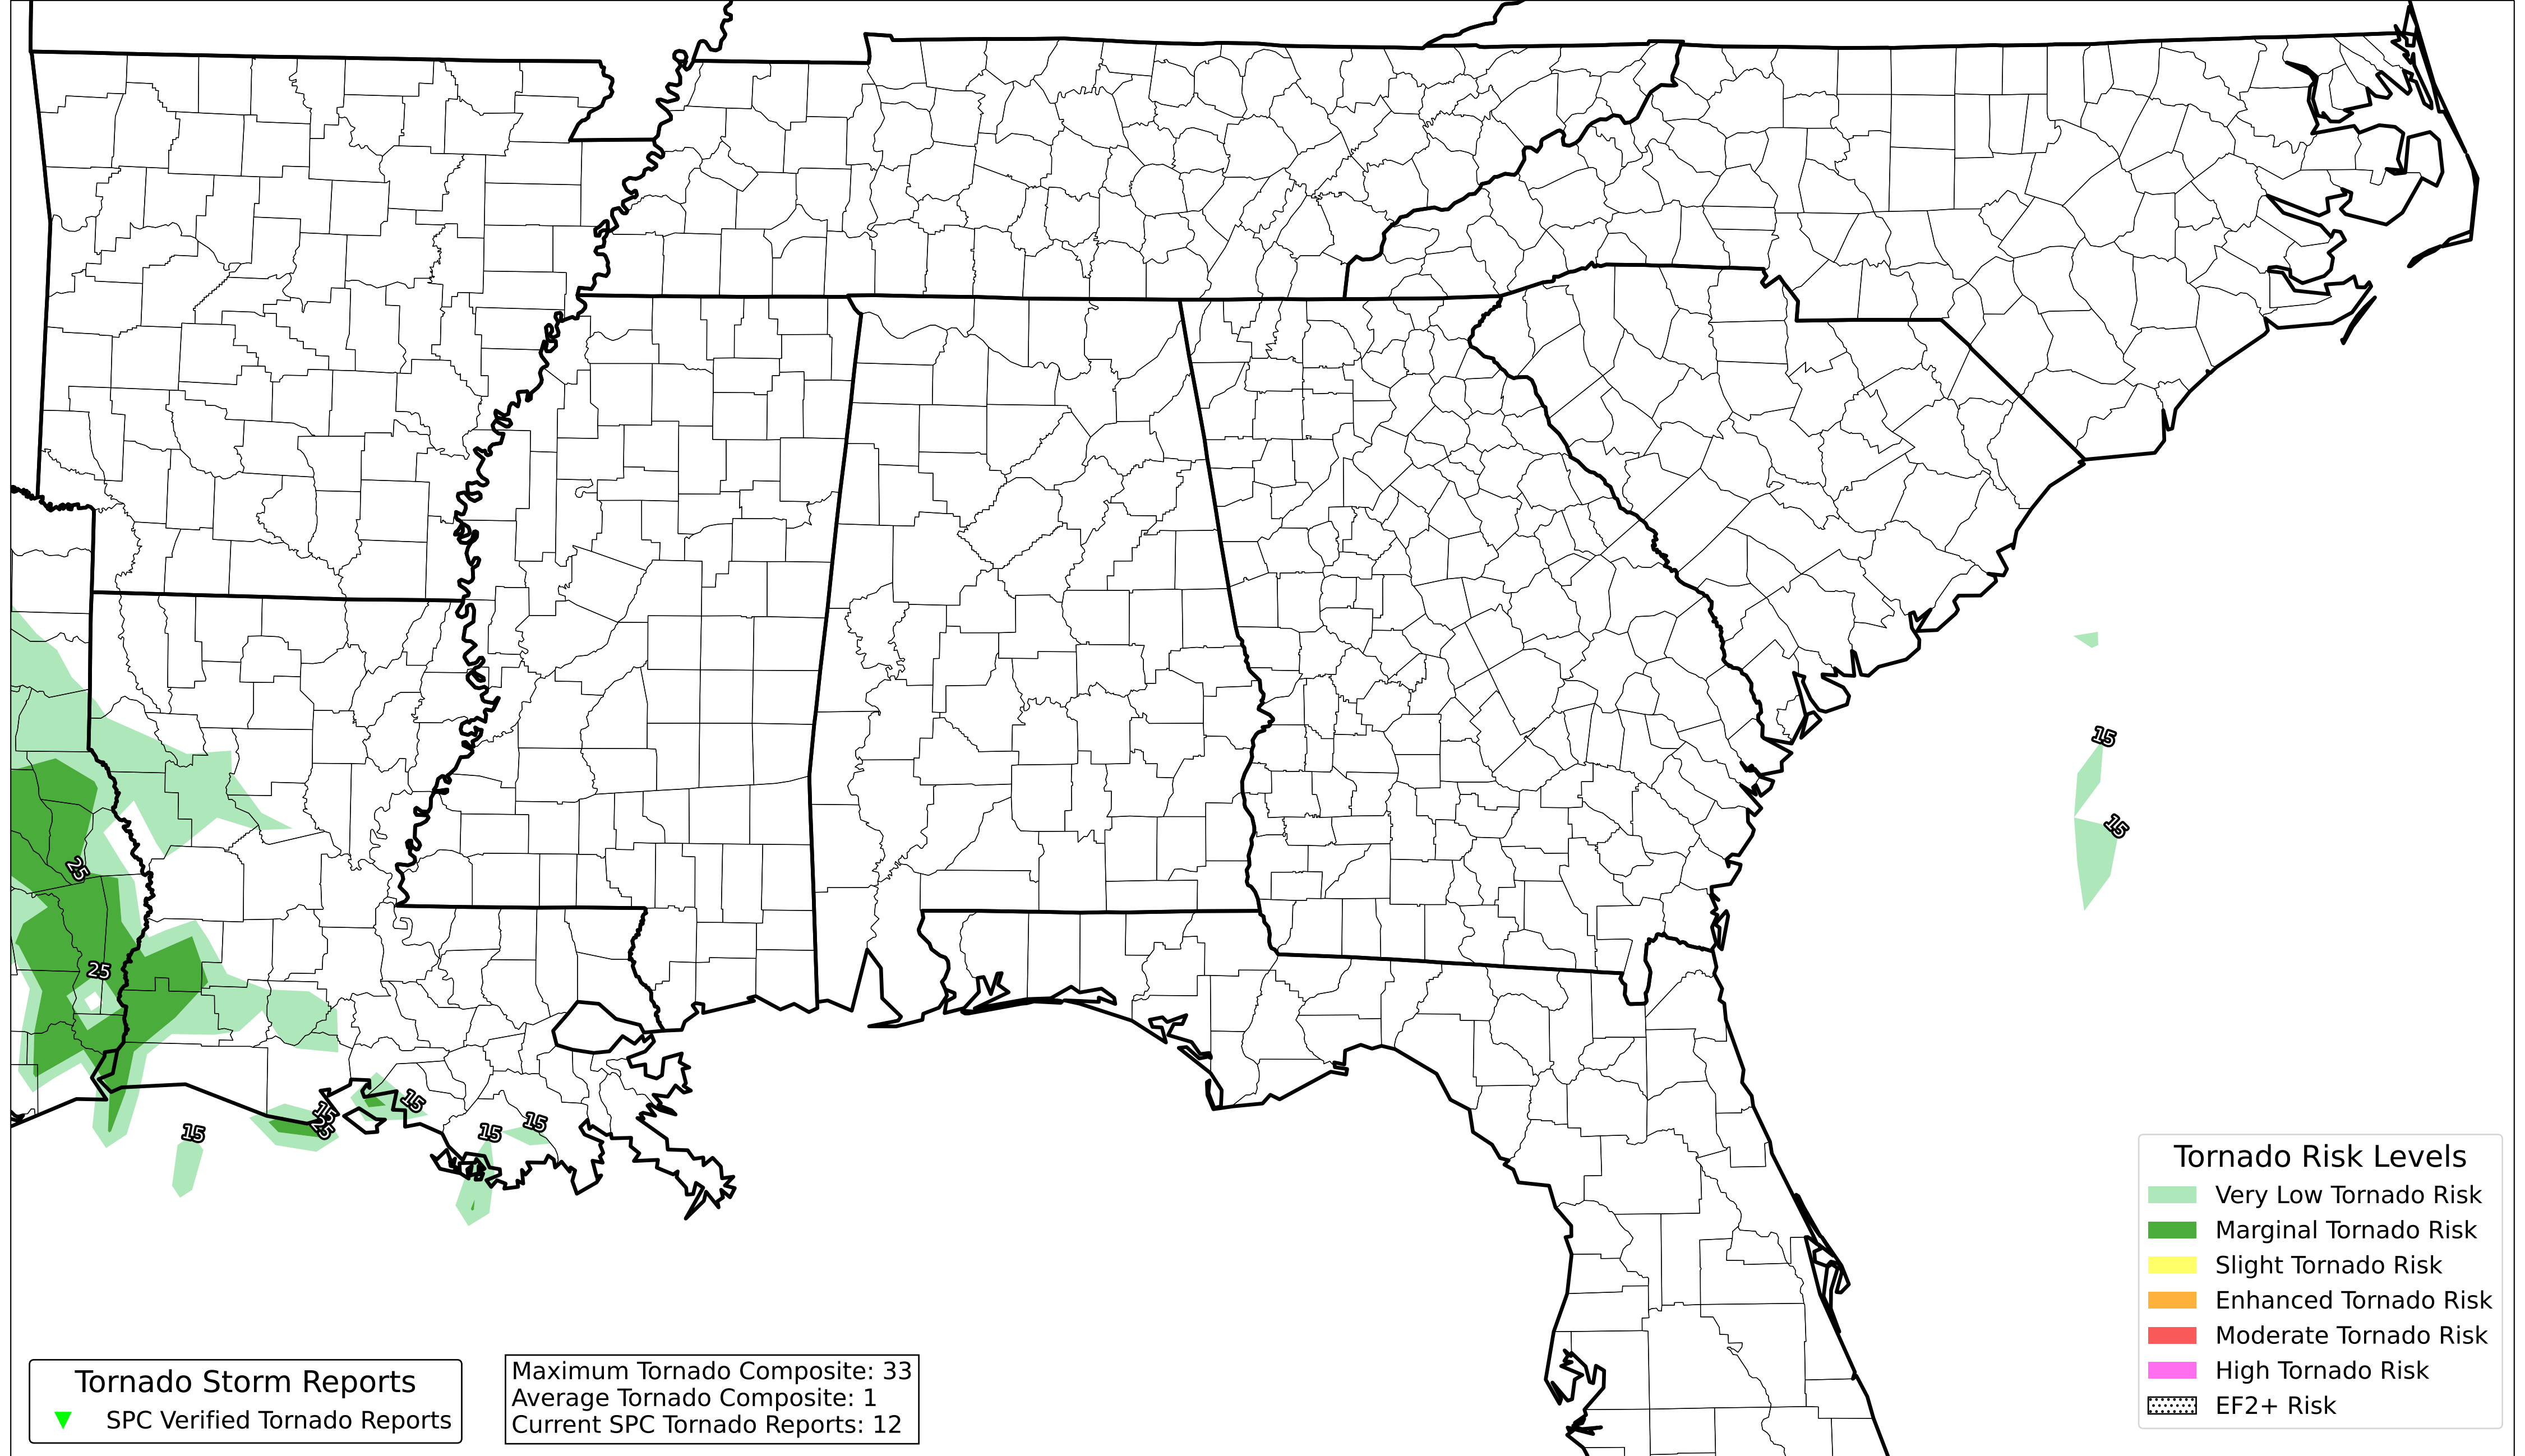 25
25
15
15
25
15
15
15
15
15
Tornado Storm Reports
SPC Verified Tornado Reports
Maximum Tornado Composite: 33
Average Tornado Composite: 1
Current SPC Tornado Reports: 12
Tornado Risk Levels
Very Low Tornado Risk
Marginal Tornado Risk
Slight Tornado Risk
Enhanced Tornado Risk
Moderate Tornado Risk
High Tornado Risk
EF2+ Risk